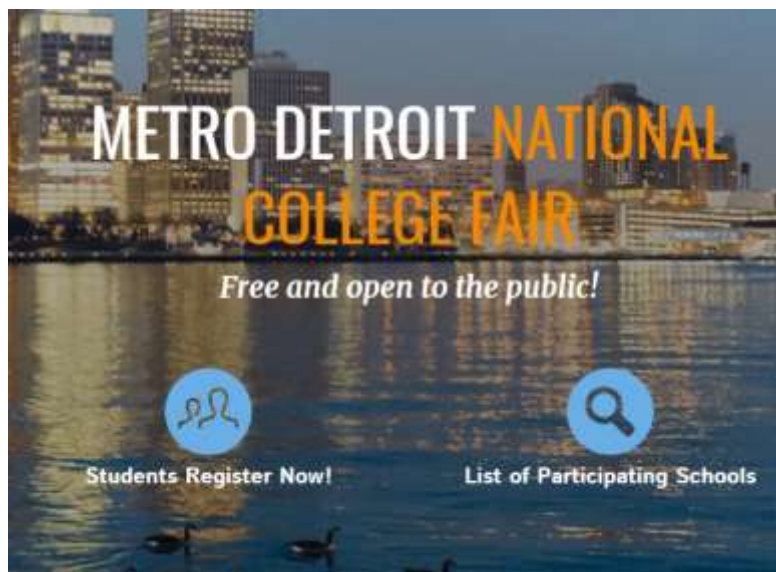 METRO DETROIT NATIONAL
COLLEGE FAIR
Free and open to the public!
Students Register Now!
List of Participating Schools